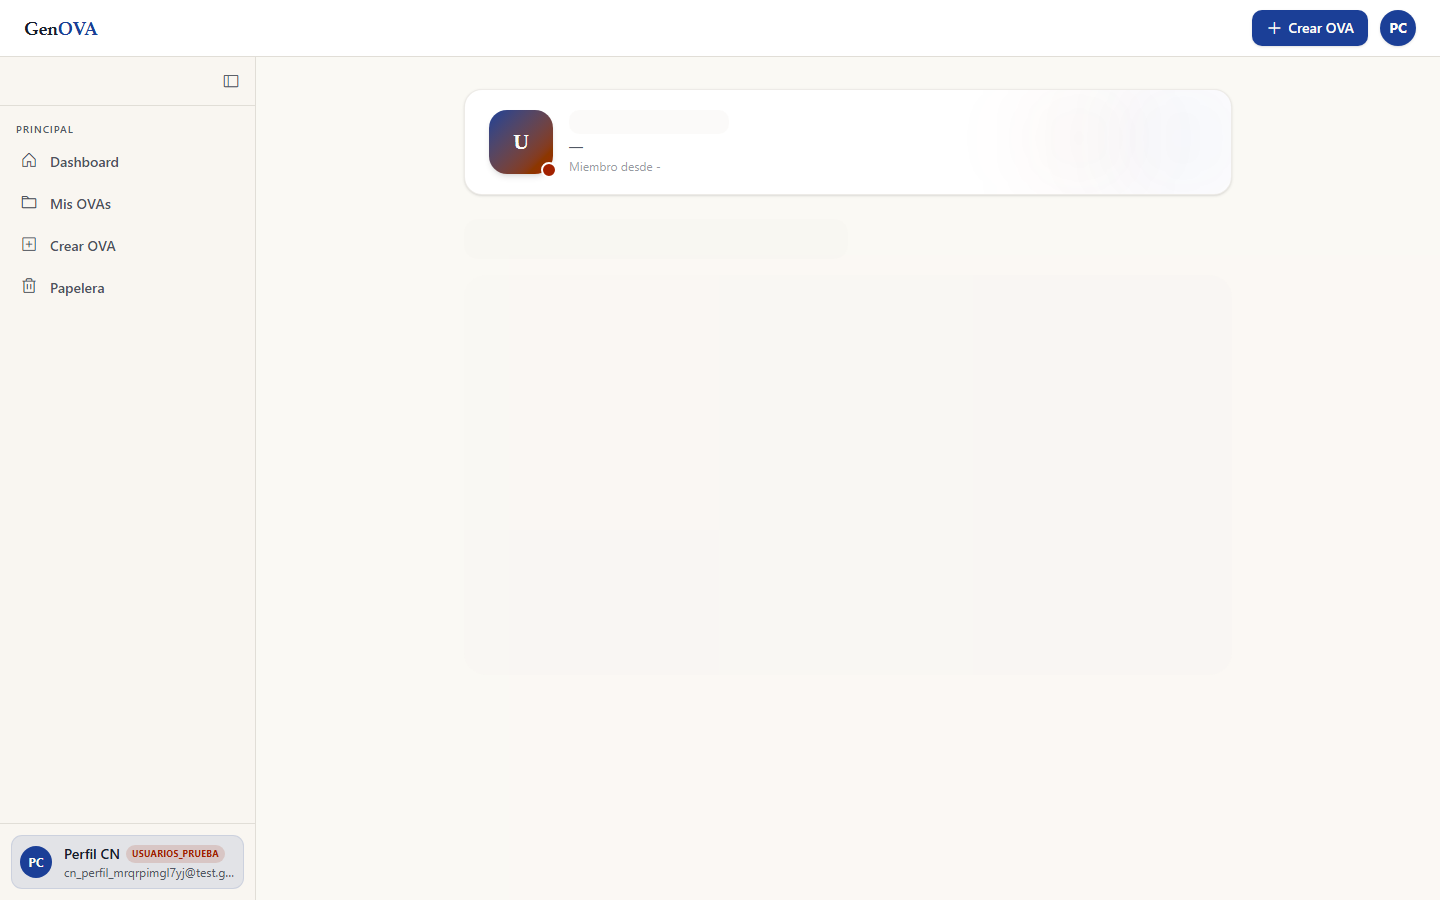 GenOVA
Crear OVA
PC
PRINCIPAL
Dashboard
Mis OVAs
Crear OVA
Papelera
U
—
Miembro desde -
PC
Perfil CN
USUARIOS_PRUEBA
cn_perfil_mrqrpimgl7yj@test.g...